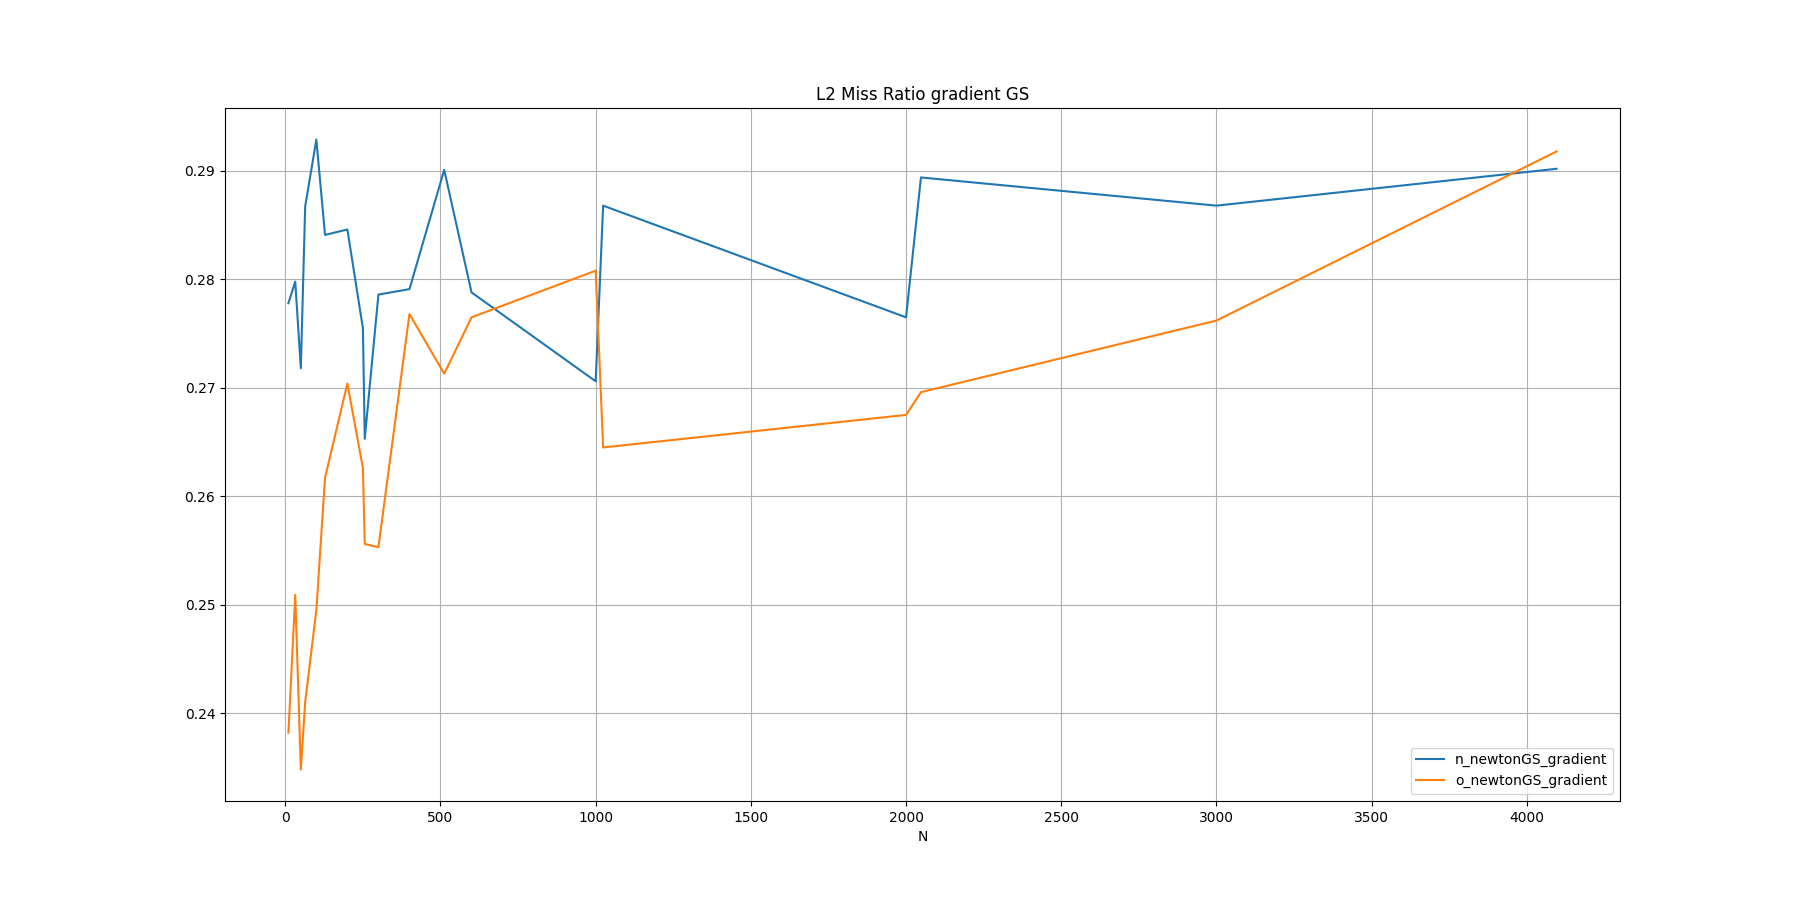 L2 Miss Ratio gradient GS
0.29
0.28
0.27
0.26
0.25
0.24
n_newtonGS_gradient
o_newtonGS_gradient
0 500 1000 1500 2000 2500 3000 3500 4000
N